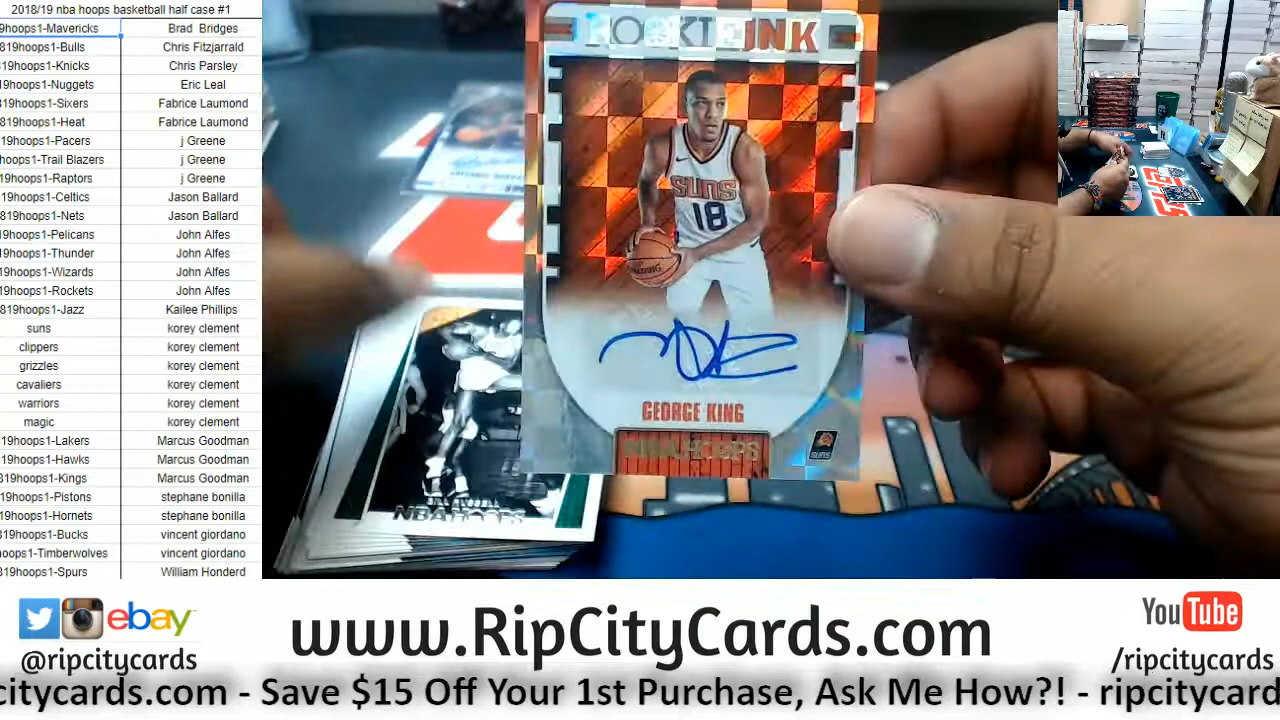 2018/19 nba hoops basketball half case #1
9hoops1-Mavericks Brad Bridges
819hoops1-Bulls Chris Fitzjarrald
819hoops1-Knicks Chris Parsley
19hoops1-Nuggets Eric Leal
819hoops1-Sixers Fabrice Laumond
819hoops1-Heat Fabrice Laumond
19hoops1-Pacers j Greene
hoops1-Trail Blazers j Greene
19hoops1-Raptors j Greene
19hoops1-Celtics Jason Ballard
819hoops1-Nets Jason Ballard
19hoops1-Pelicans John Alfes
19hoops1-Thunder John Alfes
19hoops1-Wizards John Alfes
19hoops1-Rockets John Alfes
819hoops1-Jazz Kailee Phillips
suns korey clement
clippers korey clement
grizzles korey clement
cavaliers korey clement
warriors korey clement
magic korey clement
19hoops1-Lakers Marcus Goodman
19hoops1-Hawks Marcus Goodman
819hoops1-Kings Marcus Goodman
19hoops1-Pistons stephane bonilla
19hoops1-Hornets stephane bonilla
819hoops1-Bucks vincent giordano
oops1-Timberwolves vincent giordano
819hoops1-Spurs William Honderd
ROOKIE INK
SUNS
18
SPALDING
GEORGE KING
NBA HOOPS
SUNS
BILL RUSSELL
NBA HOOPS
ebay
@ripcitycards
www.RipCityCards.com
YouTube
/ripcitycards
citycards.com - Save $15 Off Your 1st Purchase, Ask Me How?! - ripcitycard